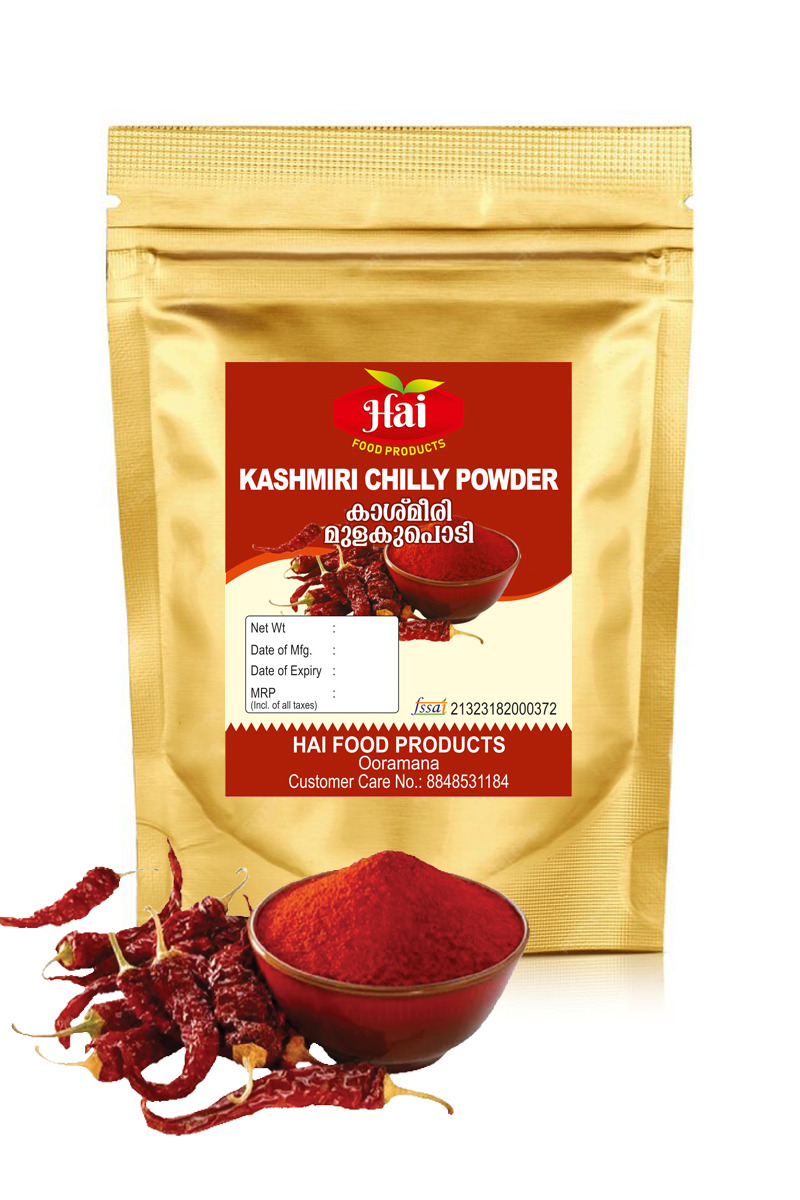 Hai
FOOD PRODUCTS
KASHMIRI CHILLY POWDER
കാശ്മീരി
മുളകുപൊടി
Net Wt :
Date of Mfg. :
Date of Expiry :
MRP :
(Incl. of all taxes)
fssai 21323182000372
HAI FOOD PRODUCTS
Ooramana
Customer Care No.: 8848531184